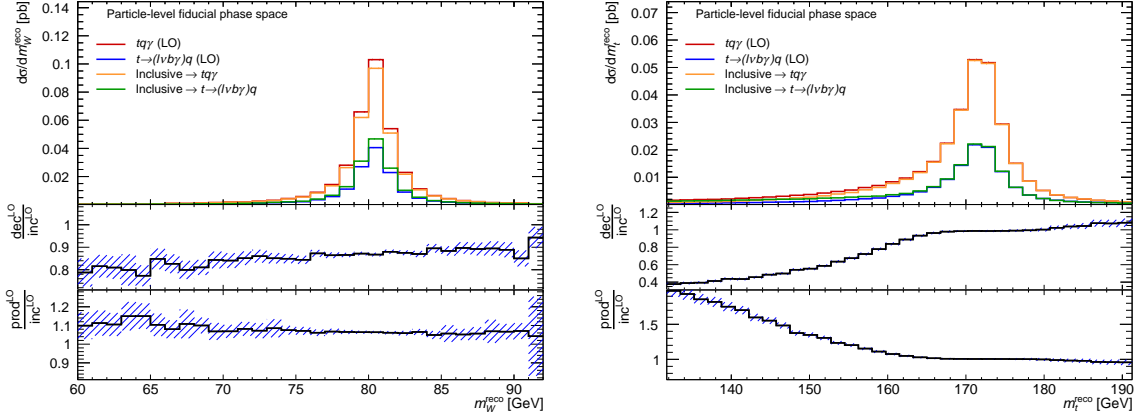 Particle-level fiducial phase space
dσ/dm_W^reco [pb]
0.14
0.12
0.1
0.08
0.06
0.04
0.02
tqγ (LO)
t→(lνbγ)q (LO)
Inclusive → tqγ
Inclusive → t→(lνbγ)q
dec^LO
inc^LO
1
0.9
0.8
prod^LO
inc^LO
1.2
1.1
1
0.9
60 65 70 75 80 85 90
m_W^reco [GeV]
Particle-level fiducial phase space
dσ/dm_t^reco [pb]
0.07
0.06
0.05
0.04
0.03
0.02
0.01
0
tqγ (LO)
t→(lνbγ)q (LO)
Inclusive → tqγ
Inclusive → t→(lνbγ)q
dec^LO
inc^LO
1.2
1
0.8
0.6
0.4
prod^LO
inc^LO
1.5
1
140 150 160 170 180 190
m_t^reco [GeV]